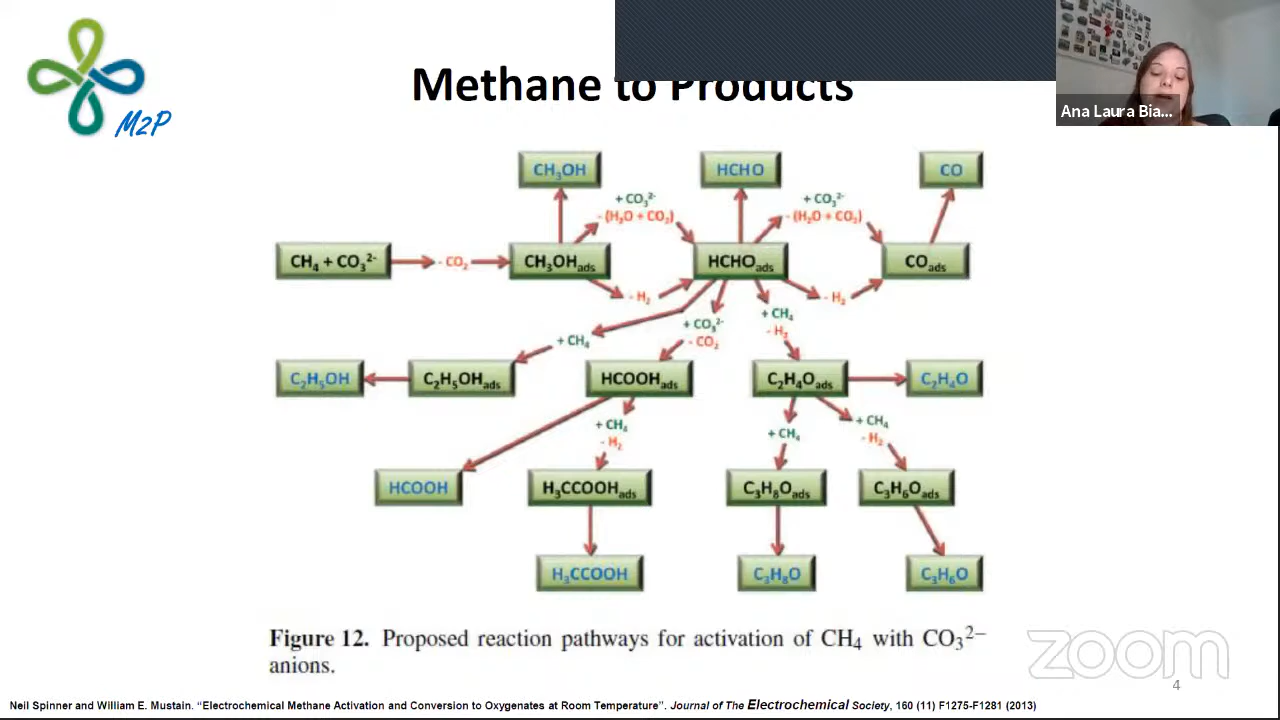 M2P
Methane to Products
Ana Laura Bia...
CH₃OH
HCHO
CO
+ CO₃²⁻
- (H₂O + CO₂)
+ CO₃²⁻
- (H₂O + CO₂)
CH₄ + CO₃²⁻
- CO₂
CH₃OHads
HCHOads
COads
- H₂
- H₂
+ CH₄
+ CO₃²⁻
- CO₂
+ CH₄
- H₂
C₂H₅OH
C₂H₅OHads
HCOOHads
C₂H₄Oads
C₂H₄O
+ CH₄
- H₂
+ CH₄
+ CH₄
- H₂
HCOOH
H₃CCOOHads
C₃H₈Oads
C₃H₆Oads
H₃CCOOH
C₃H₈O
C₃H₆O
Figure 12. Proposed reaction pathways for activation of CH₄ with CO₃²⁻
anions.
zoom
4
Neil Spinner and William E. Mustain. “Electrochemical Methane Activation and Conversion to Oxygenates at Room Temperature”. Journal of The Electrochemical Society, 160 (11) F1275-F1281 (2013)